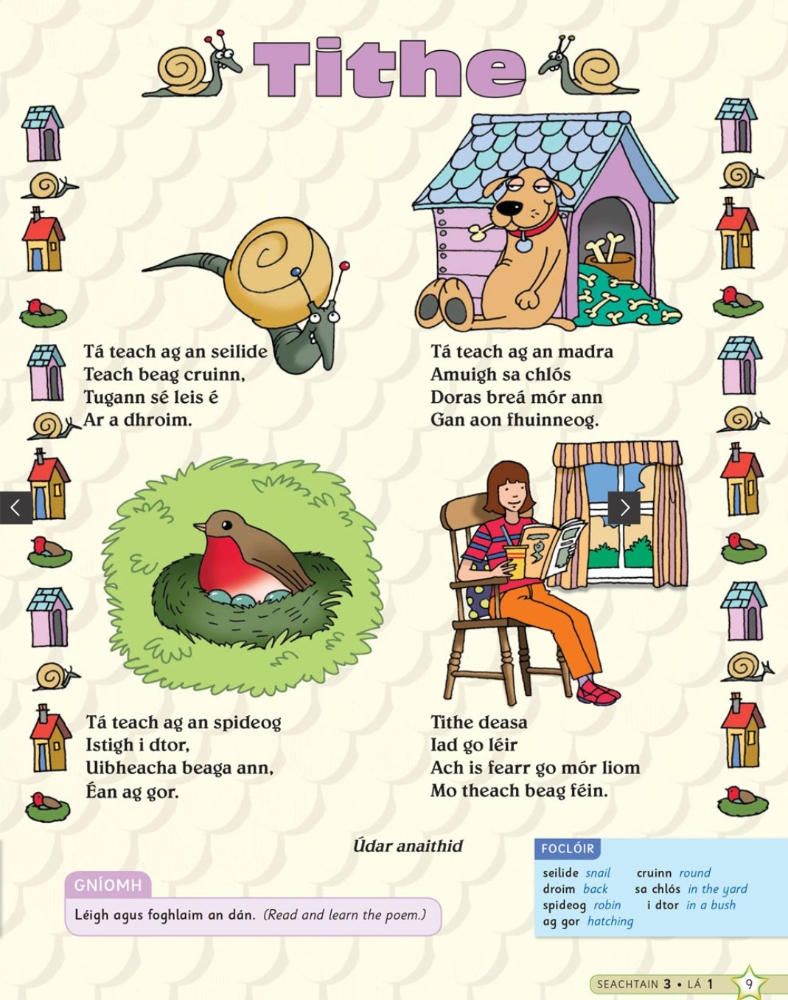 Tithe
Tá teach ag an seilide
Teach beag cruinn,
Tugann sé leis é
Ar a dhroim.
Tá teach ag an madra
Amuigh sa chlós
Doras breá mór ann
Gan aon fhuinneog.
Tá teach ag an spideog
Istigh i dtor,
Uibheacha beaga ann,
Éan ag gor.
Tithe deasa
Iad go léir
Ach is fearr go mór liom
Mo theach beag féin.
Údar anaithid
GNÍOMH
Léigh agus foghlaim an dán. (Read and learn the poem.)
FOCLÓIR
seilide snail cruinn round
droim back sa chlós in the yard
spideog robin i dtor in a bush
ag gor hatching
SEACHTAIN 3 • LÁ 1 9